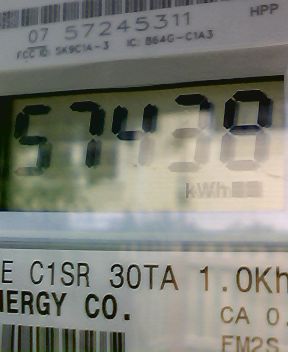 HPP
07 57245311
FCC ID: SK9C1A-3 IC: 864G-C1A3
57438
kWh
E C1SR 30TA 1.0Kh
NERGY CO.
CA 0.
FM2S